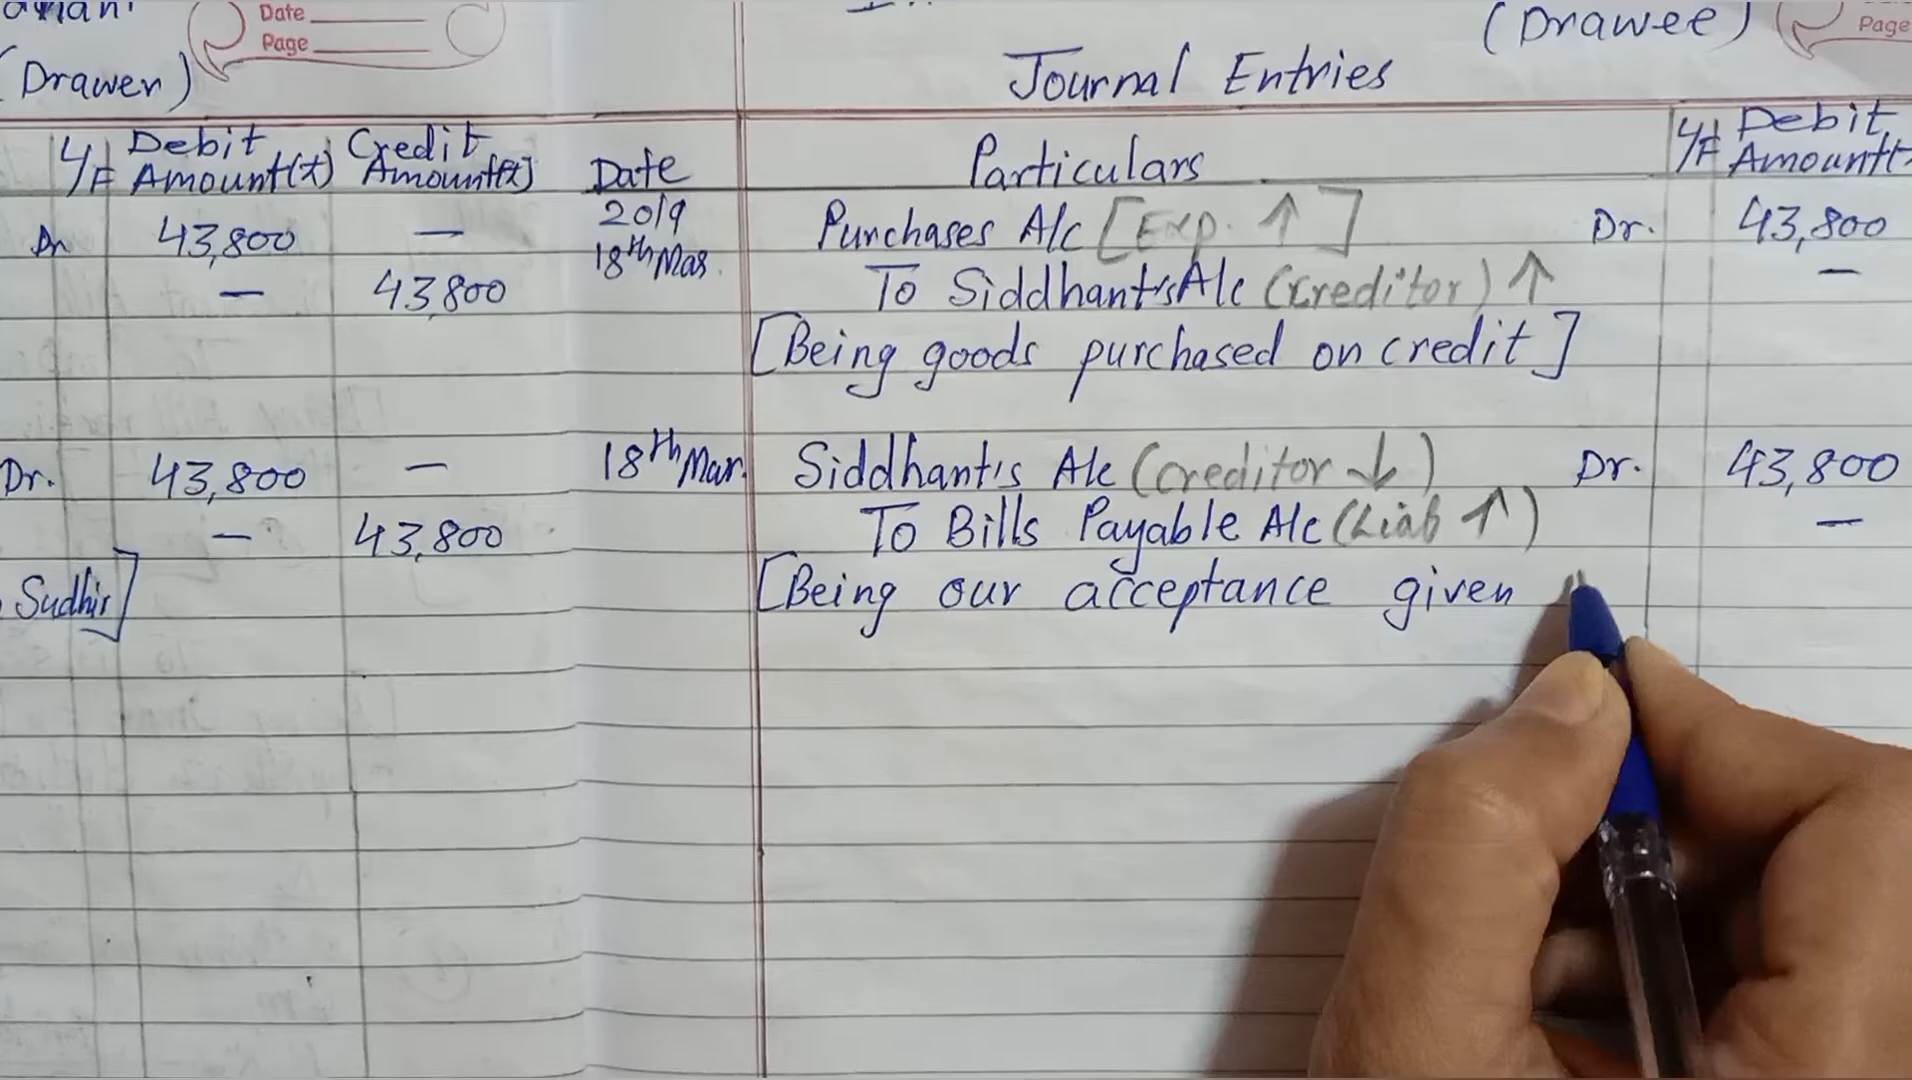 Date
Page
(Drawer)
L/F Debit Amount(₹) Credit Amount(₹)
Dr 43,800 —
— 43,800
Dr. 43,800 —
— 43,800
Sudhir]
(Drawee)
Page
Journal Entries
Date Particulars L/F Debit Amount(₹
2019 Purchases A/c [Exp. ↑] Dr. 43,800
18th Mar. To Siddhant's A/c (creditor) ↑ —
[Being goods purchased on credit]
18th Mar. Siddhant's A/c (creditor ↓) Dr. 43,800
To Bills Payable A/c (Liab ↑) —
[Being our acceptance given